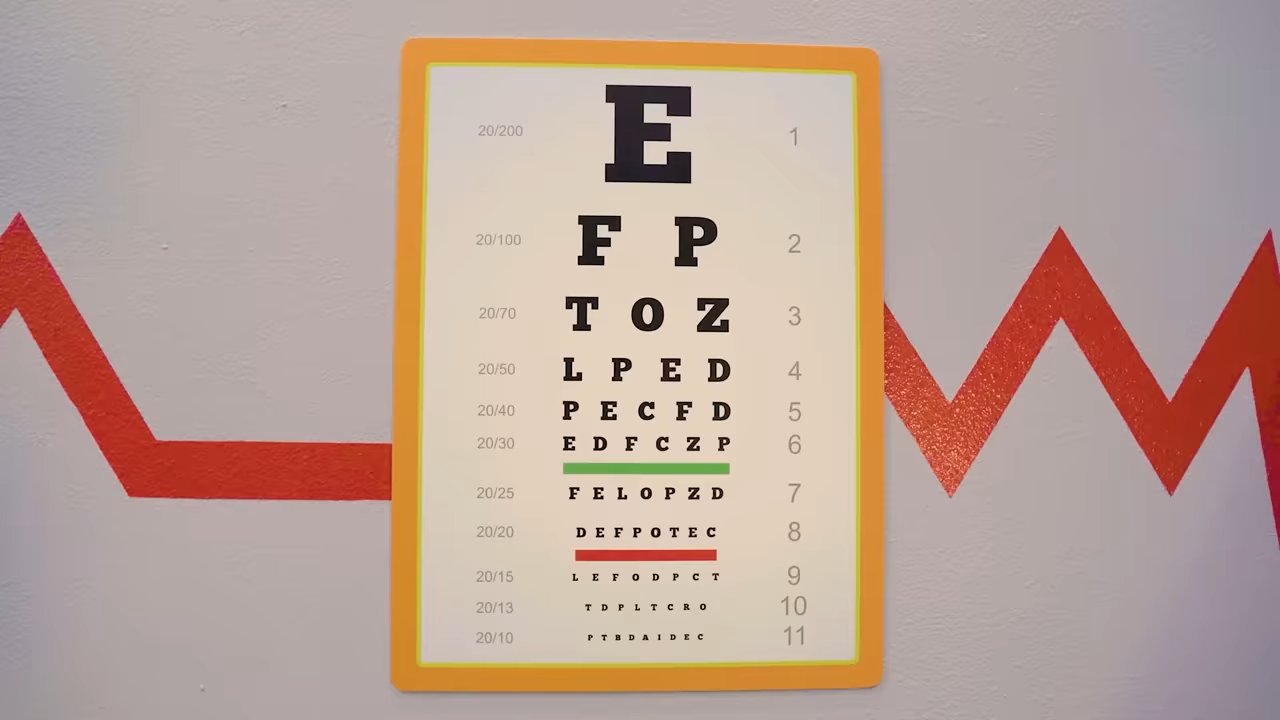 20/200 E 1
20/100 F P 2
20/70 T O Z 3
20/50 L P E D 4
20/40 P E C F D 5
20/30 E D F C Z P 6
20/25 F E L O P Z D 7
20/20 D E F P O T E C 8
20/15 L E F O D P C T 9
20/13 T D P L T C R O 10
20/10 P T B D A I D E C 11